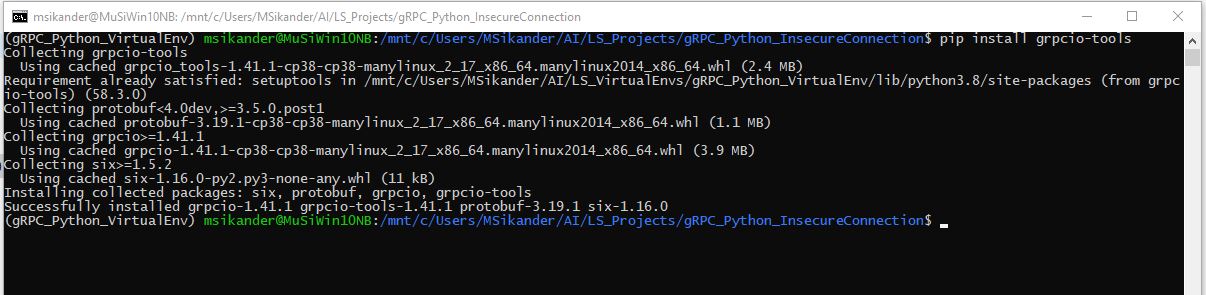 msikander@MuSiWin10NB: /mnt/c/Users/MSikander/AI/LS_Projects/gRPC_Python_InsecureConnection
(gRPC_Python_VirtualEnv) msikander@MuSiWin10NB:/mnt/c/Users/MSikander/AI/LS_Projects/gRPC_Python_InsecureConnection$ pip install grpcio-tools
Collecting grpcio-tools
  Using cached grpcio_tools-1.41.1-cp38-cp38-manylinux_2_17_x86_64.manylinux2014_x86_64.whl (2.4 MB)
Requirement already satisfied: setuptools in /mnt/c/Users/MSikander/AI/LS_VirtualEnvs/gRPC_Python_VirtualEnv/lib/python3.8/site-packages (from grpc
io-tools) (58.3.0)
Collecting protobuf<4.0dev,>=3.5.0.post1
  Using cached protobuf-3.19.1-cp38-cp38-manylinux_2_17_x86_64.manylinux2014_x86_64.whl (1.1 MB)
Collecting grpcio>=1.41.1
  Using cached grpcio-1.41.1-cp38-cp38-manylinux_2_17_x86_64.manylinux2014_x86_64.whl (3.9 MB)
Collecting six>=1.5.2
  Using cached six-1.16.0-py2.py3-none-any.whl (11 kB)
Installing collected packages: six, protobuf, grpcio, grpcio-tools
Successfully installed grpcio-1.41.1 grpcio-tools-1.41.1 protobuf-3.19.1 six-1.16.0
(gRPC_Python_VirtualEnv) msikander@MuSiWin10NB:/mnt/c/Users/MSikander/AI/LS_Projects/gRPC_Python_InsecureConnection$